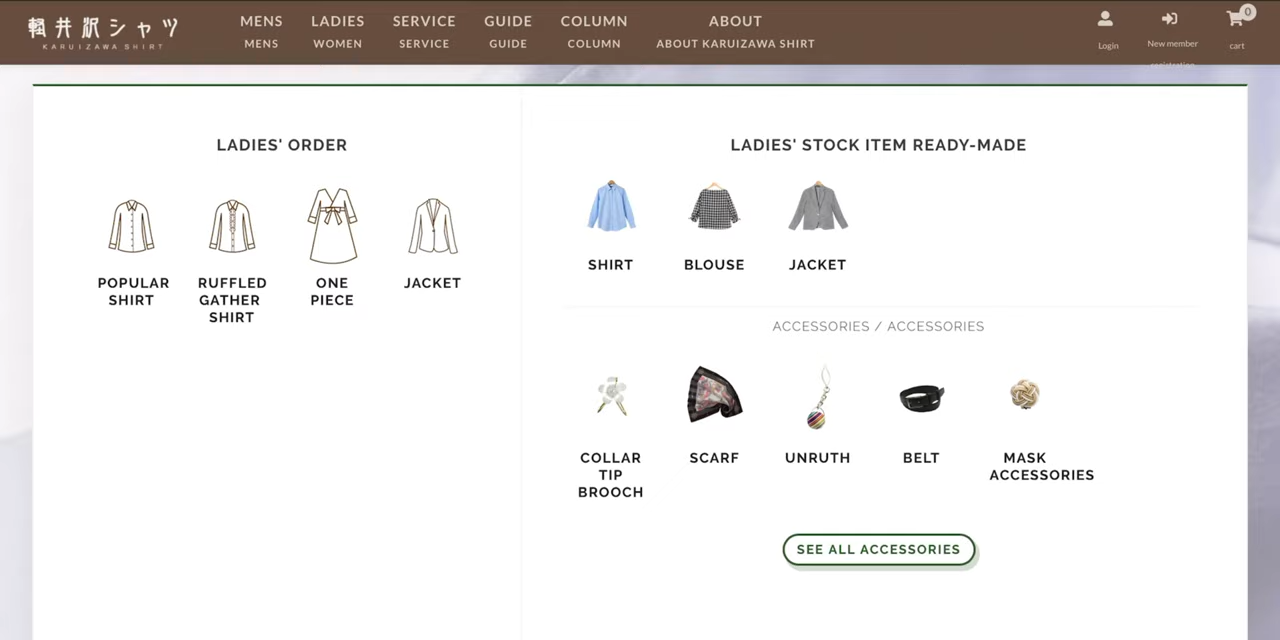 軽井沢シャツ
KARUIZAWA SHIRT
MENS
MENS
LADIES
WOMEN
SERVICE
SERVICE
GUIDE
GUIDE
COLUMN
COLUMN
ABOUT
ABOUT KARUIZAWA SHIRT
Login
New member
registration
0
cart
LADIES' ORDER
POPULAR
SHIRT
RUFFLED
GATHER
SHIRT
ONE
PIECE
JACKET
LADIES' STOCK ITEM READY-MADE
SHIRT
BLOUSE
JACKET
ACCESSORIES / ACCESSORIES
COLLAR
TIP
BROOCH
SCARF
UNRUTH
BELT
MASK
ACCESSORIES
SEE ALL ACCESSORIES